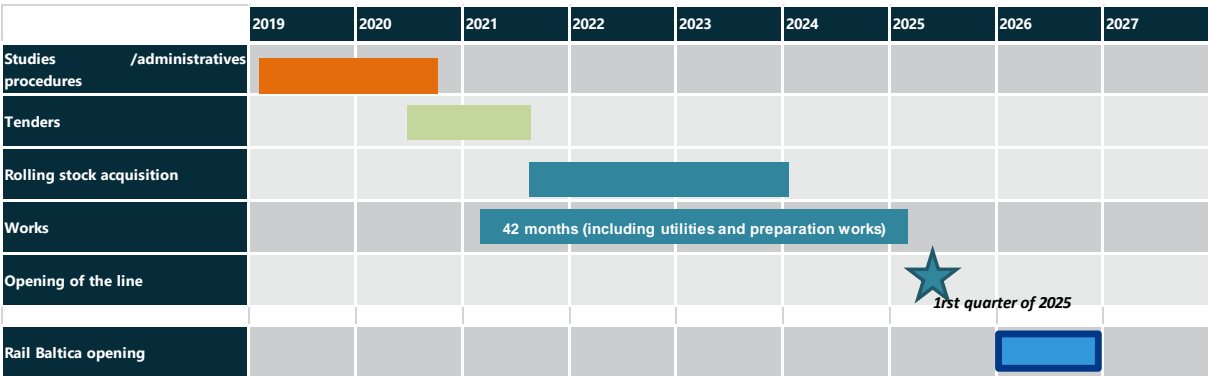 2019 2020 2021 2022 2023 2024 2025 2026 2027
Studies /administratives
procedures
Tenders
Rolling stock acquisition
Works
42 months (including utilities and preparation works)
Opening of the line
1rst quarter of 2025
Rail Baltica opening